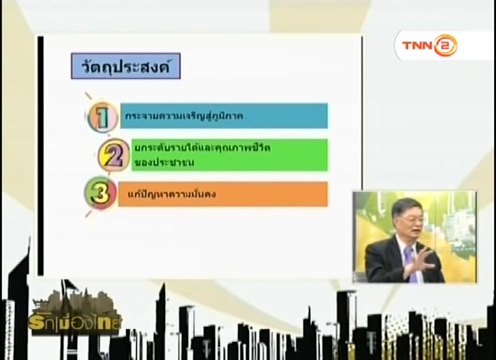 TNN 2
วัตถุประสงค์
1 กระจายความเจริญสู่ภูมิภาค
2 ยกระดับรายได้และคุณภาพชีวิต
ของประชาชน
3 แก้ปัญหาความมั่นคง
รักเมืองไทย